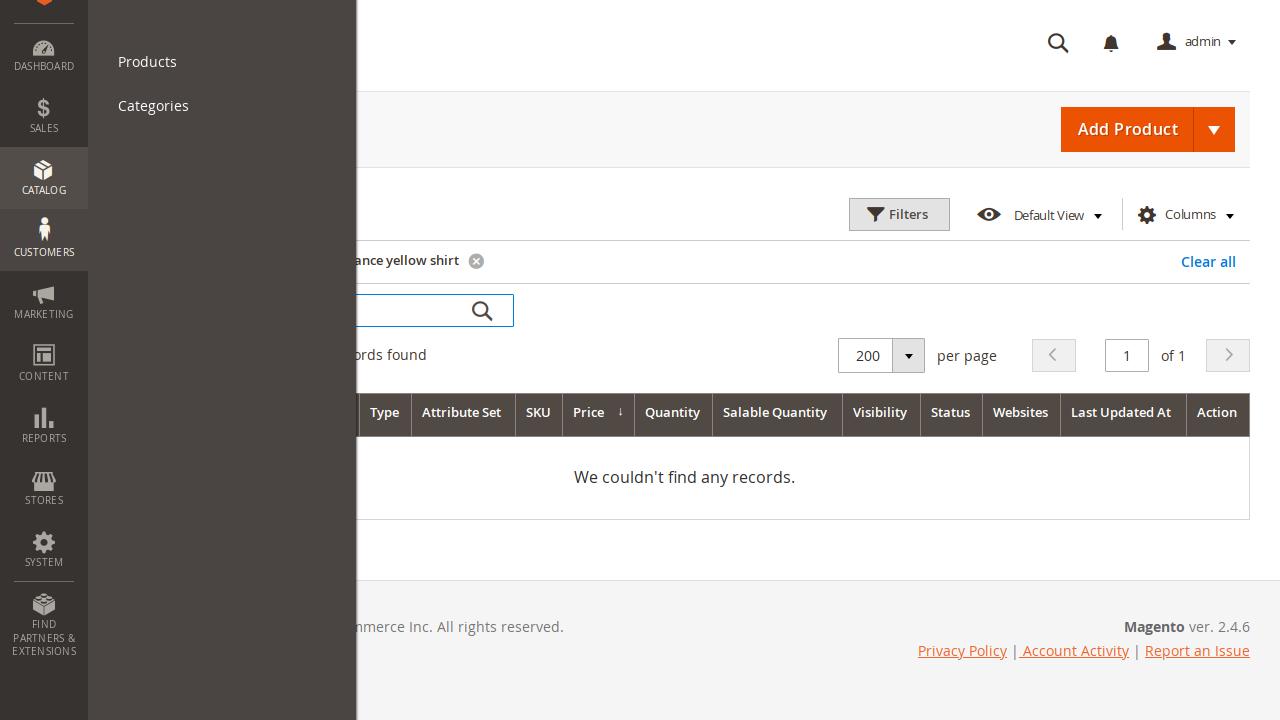 DASHBOARD
SALES
CATALOG
CUSTOMERS
MARKETING
CONTENT
REPORTS
STORES
SYSTEM
FIND
PARTNERS &
EXTENSIONS
Products
Categories
admin
Add Product
Filters
Default View
Columns
yellow shirt
Clear all
found
200
per page
1
of 1
Type
Attribute Set
SKU
Price ↓
Quantity
Salable Quantity
Visibility
Status
Websites
Last Updated At
Action
We couldn't find any records.
Inc. All rights reserved.
Magento ver. 2.4.6
Privacy Policy | Account Activity | Report an Issue